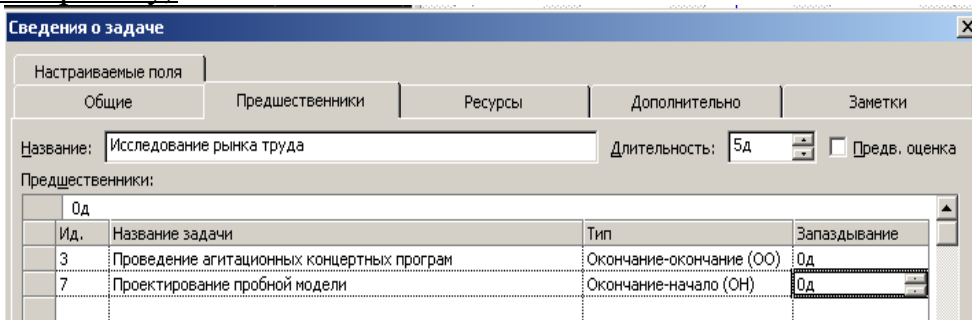 Сведения о задаче
Настраиваемые поля
Общие Предшественники Ресурсы Дополнительно Заметки
Название: Исследование рынка труда Длительность: 5д Предв. оценка
Предшественники:
0д
Ид. Название задачи Тип Запаздывание
3 Проведение агитационных концертных програм Окончание-окончание (ОО) 0д
7 Проектирование пробной модели Окончание-начало (ОН) 0д